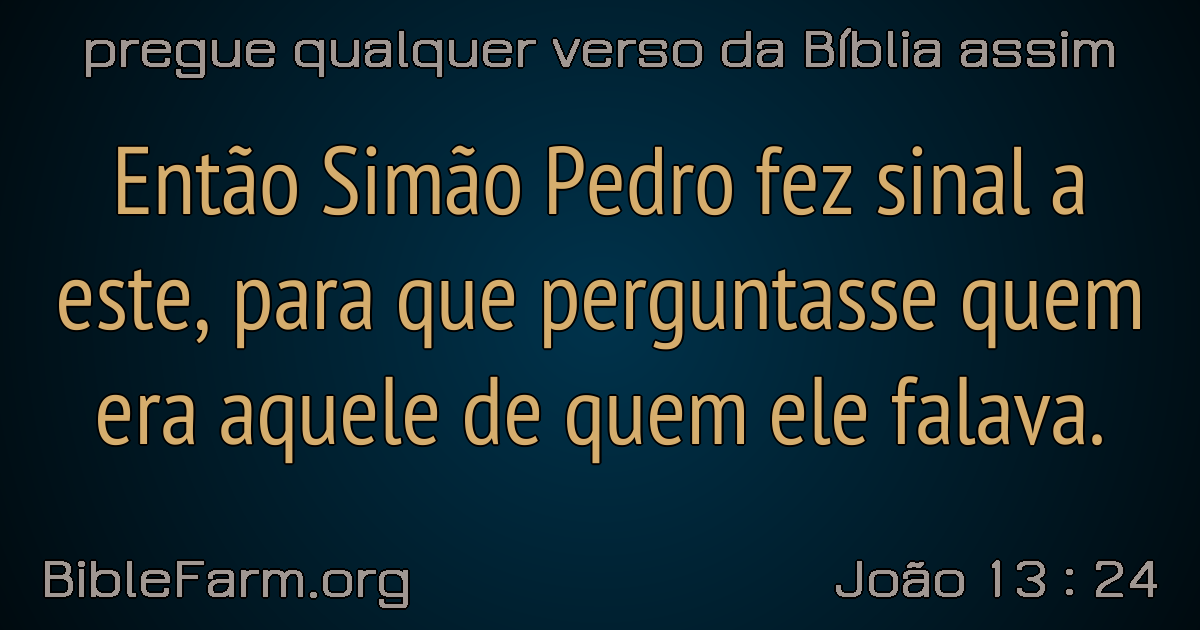 pregue qualquer verso da Bíblia assim
Então Simão Pedro fez sinal a
este, para que perguntasse quem
era aquele de quem ele falava.
BibleFarm.org
João 13 : 24